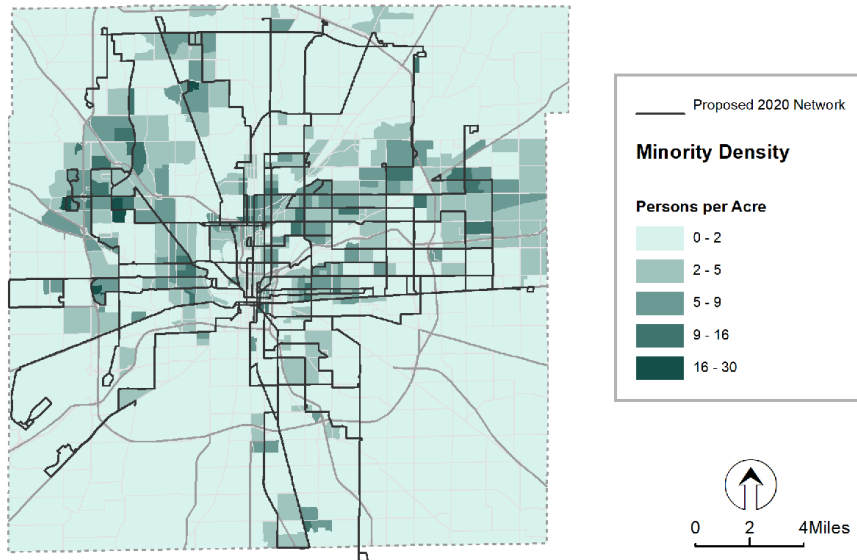 Proposed 2020 Network
Minority Density
Persons per Acre
0 - 2
2 - 5
5 - 9
9 - 16
16 - 30
0 2 4Miles